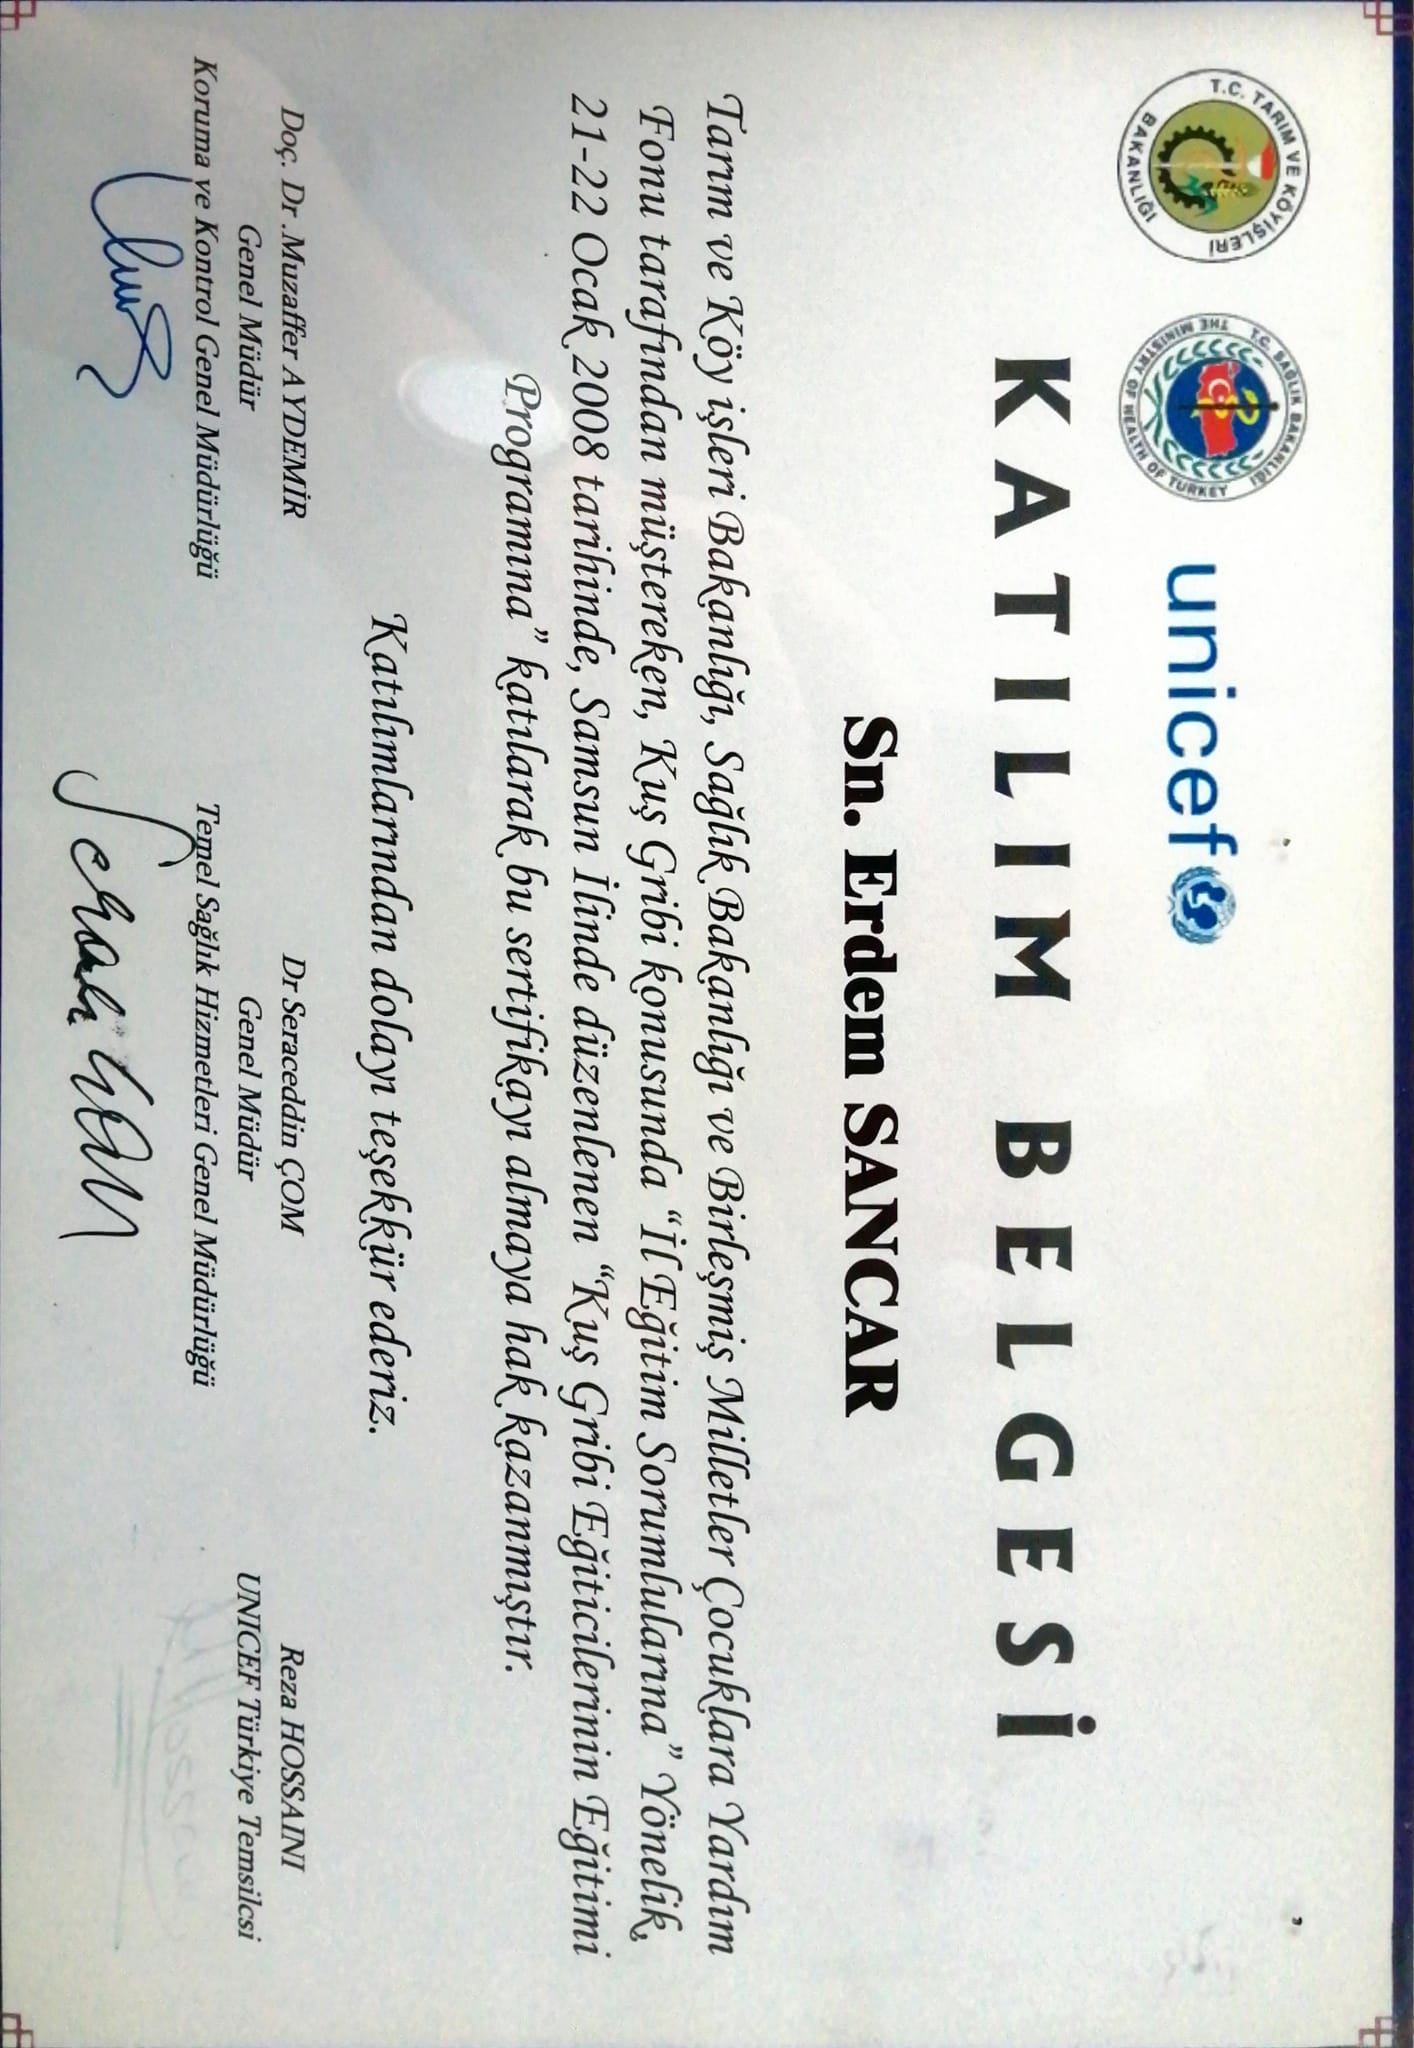 T.C. TARIM VE KÖYİŞLERİ BAKANLIĞI
T.C. SAĞLIK BAKANLIĞI
THE MINISTRY OF HEALTH OF TURKEY
unicef
KATILIM BELGESİ
Sn. Erdem SANCAR
Tarım ve Köy işleri Bakanlığı, Sağlık Bakanlığı ve Birleşmiş Milletler Çocuklara Yardım
Fonu tarafından müştereken, Kuş Gribi konusunda “İl Eğitim Sorumlularına” Yönelik,
21-22 Ocak 2008 tarihinde, Samsun İlinde düzenlenen “Kuş Gribi Eğiticilerinin Eğitimi
Programına” katılarak bu sertifikayı almaya hak kazanmıştır.
Katılımlarından dolayı teşekkür ederiz.
Doç. Dr .Muzaffer AYDEMİR
Genel Müdür
Koruma ve Kontrol Genel Müdürlüğü
Dr Seraceddin ÇOM
Genel Müdür
Temel Sağlık Hizmetleri Genel Müdürlüğü
Reza HOSSAINI
UNICEF Türkiye Temsilcsi